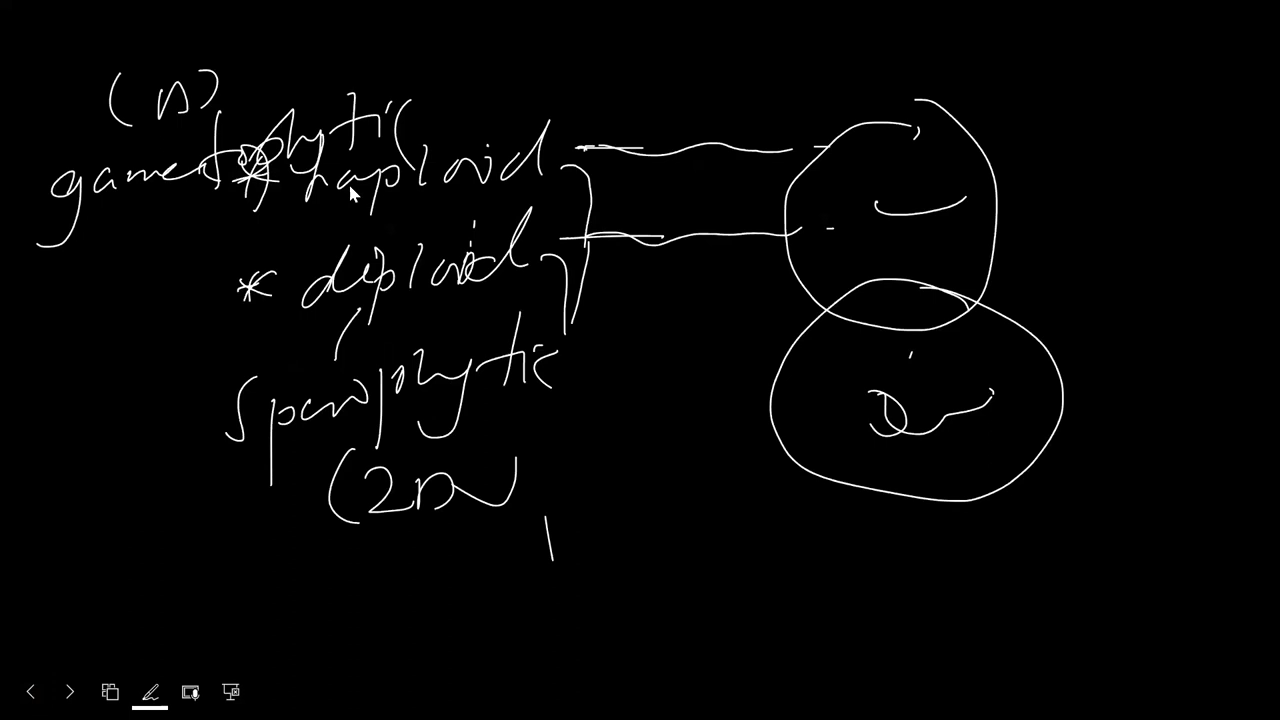 (n)
gametophytic
* haploid
* diploid
sporophytic
(2n)